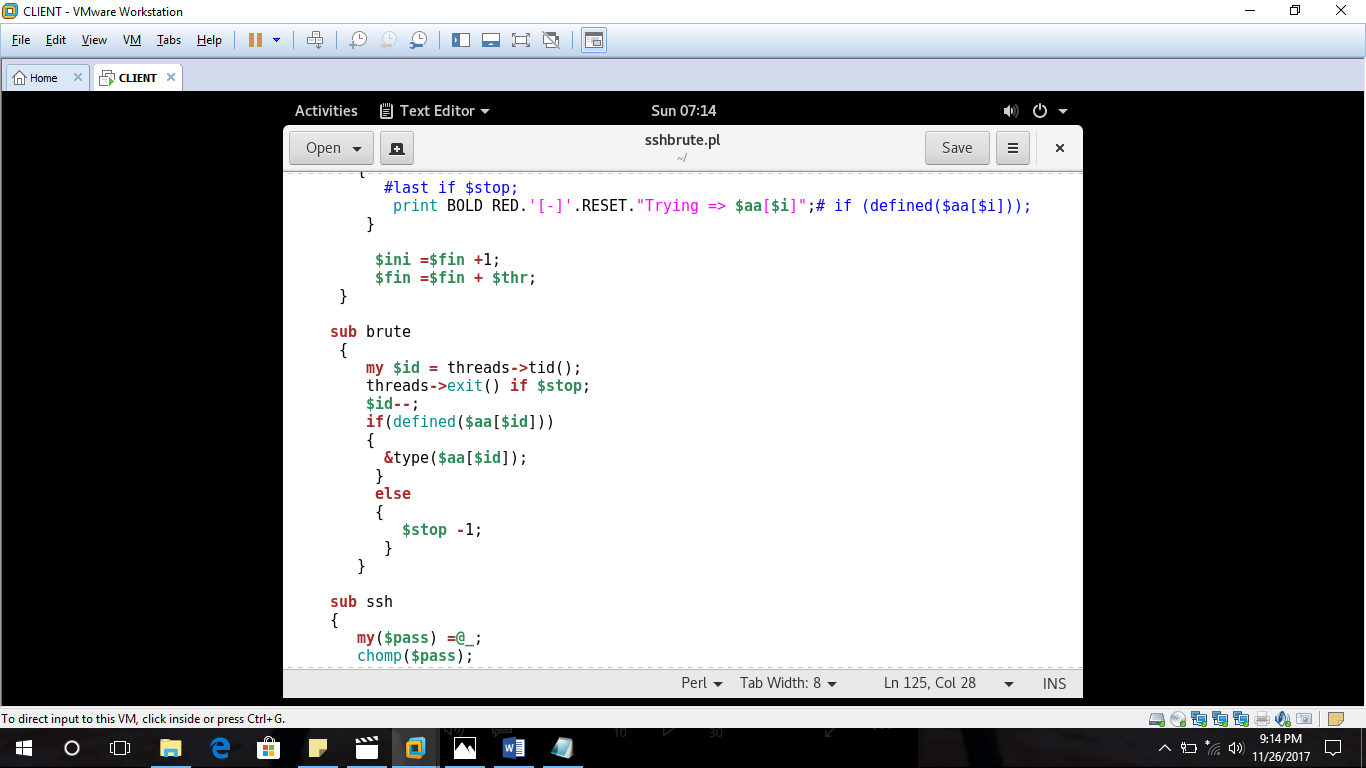 CLIENT - VMware Workstation
File Edit View VM Tabs Help
Home CLIENT
Activities Text Editor Sun 07:14
Open sshbrute.pl Save
~/
{
#last if $stop;
print BOLD RED.'[-]'.RESET."Trying => $aa[$i]";# if (defined($aa[$i]));
}
$ini =$fin +1;
$fin =$fin + $thr;
}
sub brute
{
my $id = threads->tid();
threads->exit() if $stop;
$id--;
if(defined($aa[$id]))
{
&type($aa[$id]);
}
else
{
$stop -1;
}
}
sub ssh
{
my($pass) =@_;
chomp($pass);
Perl Tab Width: 8 Ln 125, Col 28 INS
To direct input to this VM, click inside or press Ctrl+G.
10 30
9:14 PM
11/26/2017